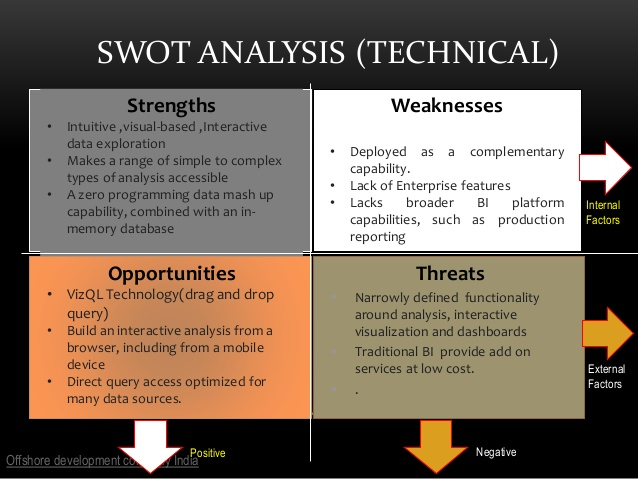 SWOT ANALYSIS (TECHNICAL)
Strengths
• Intuitive ,visual-based ,Interactive
data exploration
• Makes a range of simple to complex
types of analysis accessible
• A zero programming data mash up
capability, combined with an in-
memory database
Weaknesses
• Deployed as a complementary
capability.
• Lack of Enterprise features
• Lacks broader BI platform
capabilities, such as production
reporting
Internal
Factors
Opportunities
• VizQL Technology(drag and drop
query)
• Build an interactive analysis from a
browser, including from a mobile
device
• Direct query access optimized for
many data sources.
Threats
• Narrowly defined functionality
around analysis, interactive
visualization and dashboards
• Traditional BI provide add on
services at low cost.
• .
External
Factors
Positive
Negative
Offshore development India